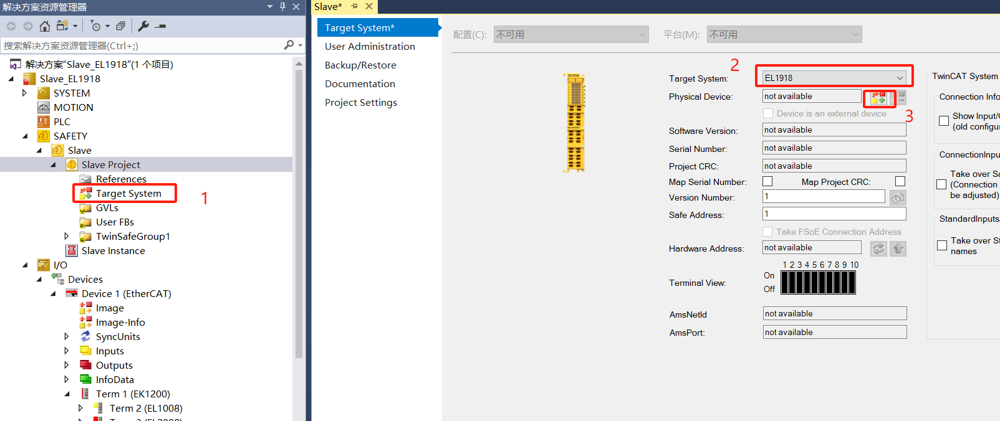 解决方案资源管理器
搜索解决方案资源管理器(Ctrl+;)
解决方案"Slave_EL1918"(1 个项目)
Slave_EL1918
SYSTEM
MOTION
PLC
SAFETY
Slave
Slave Project
References
Target System
1
GVLs
User FBs
TwinSafeGroup1
Slave Instance
I/O
Devices
Device 1 (EtherCAT)
Image
Image-Info
SyncUnits
Inputs
Outputs
InfoData
Term 1 (EK1200)
Term 2 (EL1008)
Slave*
Target System*
User Administration
Backup/Restore
Documentation
Project Settings
配置(C):
不可用
平台(M):
不可用
EL1918
2
Target System:
EL1918
Physical Device:
not available
3
Device is an external device
Software Version:
not available
Serial Number:
not available
Project CRC:
not available
Map Serial Number:
Map Project CRC:
Version Number:
1
Safe Address:
1
Take FSoE Connection Address
Hardware Address:
not available
1 2 3 4 5 6 7 8 9 10
On
Terminal View:
Off
AmsNetId
not available
AmsPort:
not available
TwinCAT System
Connection Info
Show Input/
(old configur
ConnectionInpu
Take over Sa
(Connection
be adjusted)
StandardInputs
Take over St
names